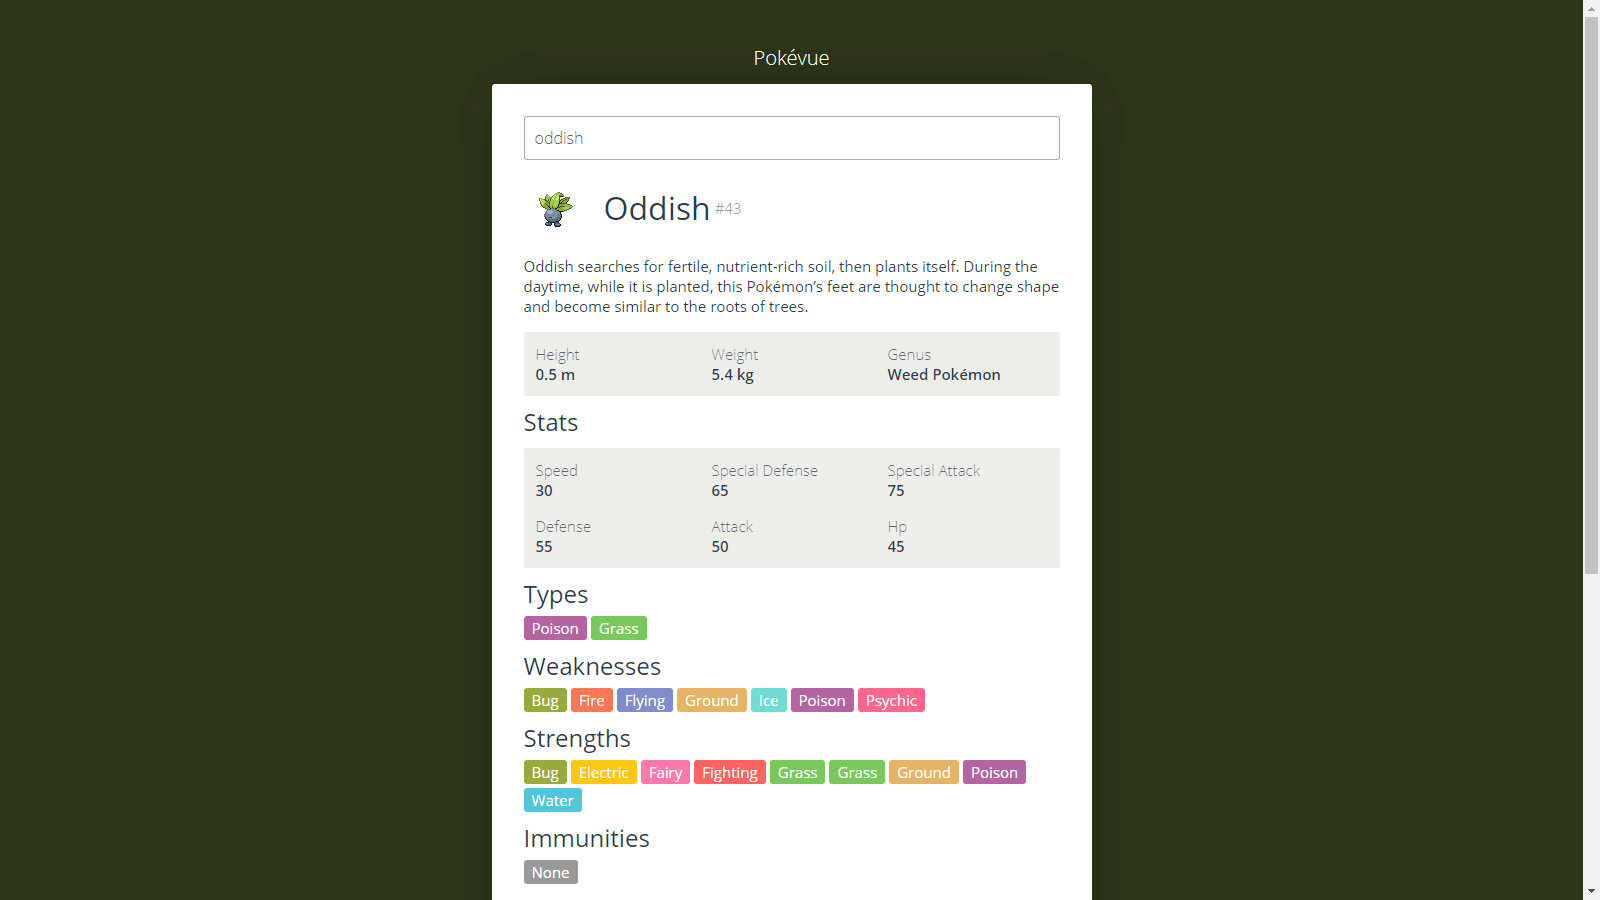 Pokévue
oddish
Oddish #43
Oddish searches for fertile, nutrient-rich soil, then plants itself. During the
daytime, while it is planted, this Pokémon’s feet are thought to change shape
and become similar to the roots of trees.
Height Weight Genus
0.5 m 5.4 kg Weed Pokémon
Stats
Speed Special Defense Special Attack
30 65 75
Defense Attack Hp
55 50 45
Types
Poison Grass
Weaknesses
Bug Fire Flying Ground Ice Poison Psychic
Strengths
Bug Electric Fairy Fighting Grass Grass Ground Poison
Water
Immunities
None